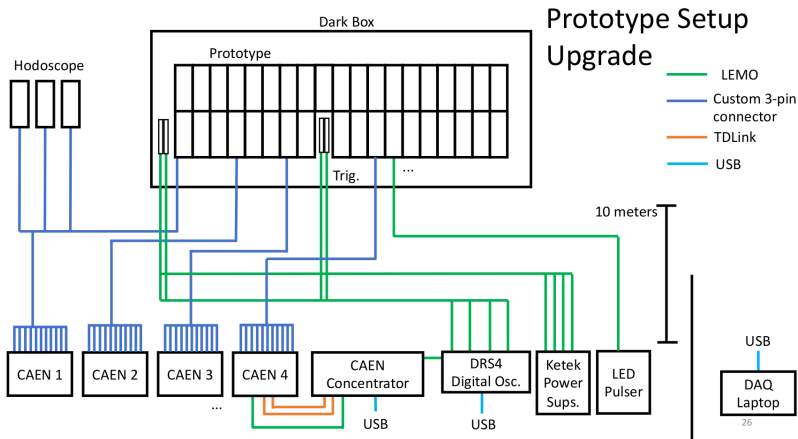 Prototype Setup
Upgrade
Dark Box
Prototype
Hodoscope
LEMO
Custom 3-pin
connector
TDLink
USB
Trig.
...
10 meters
CAEN 1
CAEN 2
CAEN 3
CAEN 4
...
CAEN
Concentrator
USB
DRS4
Digital Osc.
USB
Ketek
Power
Sups.
LED
Pulser
USB
DAQ
Laptop
26